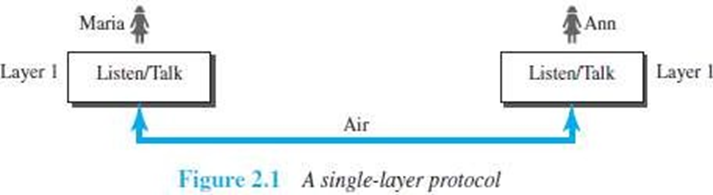 Maria Ann
Layer 1 Listen/Talk Listen/Talk Layer 1
Air
Figure 2.1 A single-layer protocol